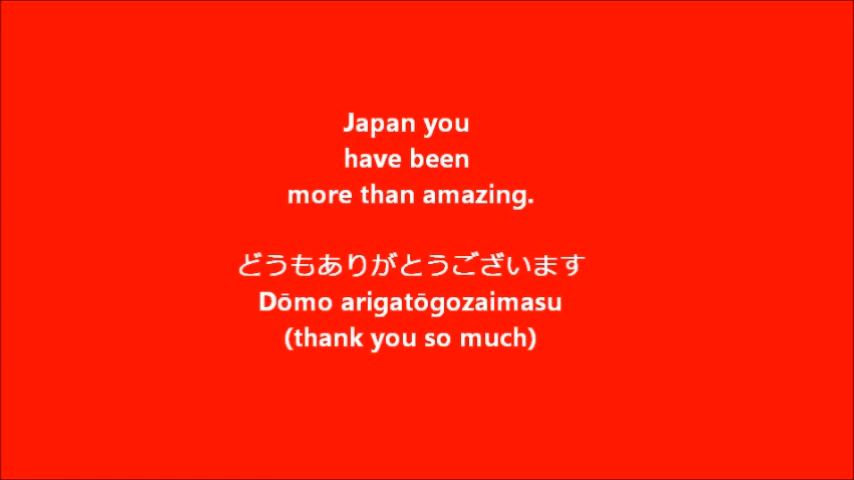 Japan you
have been
more than amazing.
どうもありがとうございます
Dōmo arigatōgozaimasu
(thank you so much)